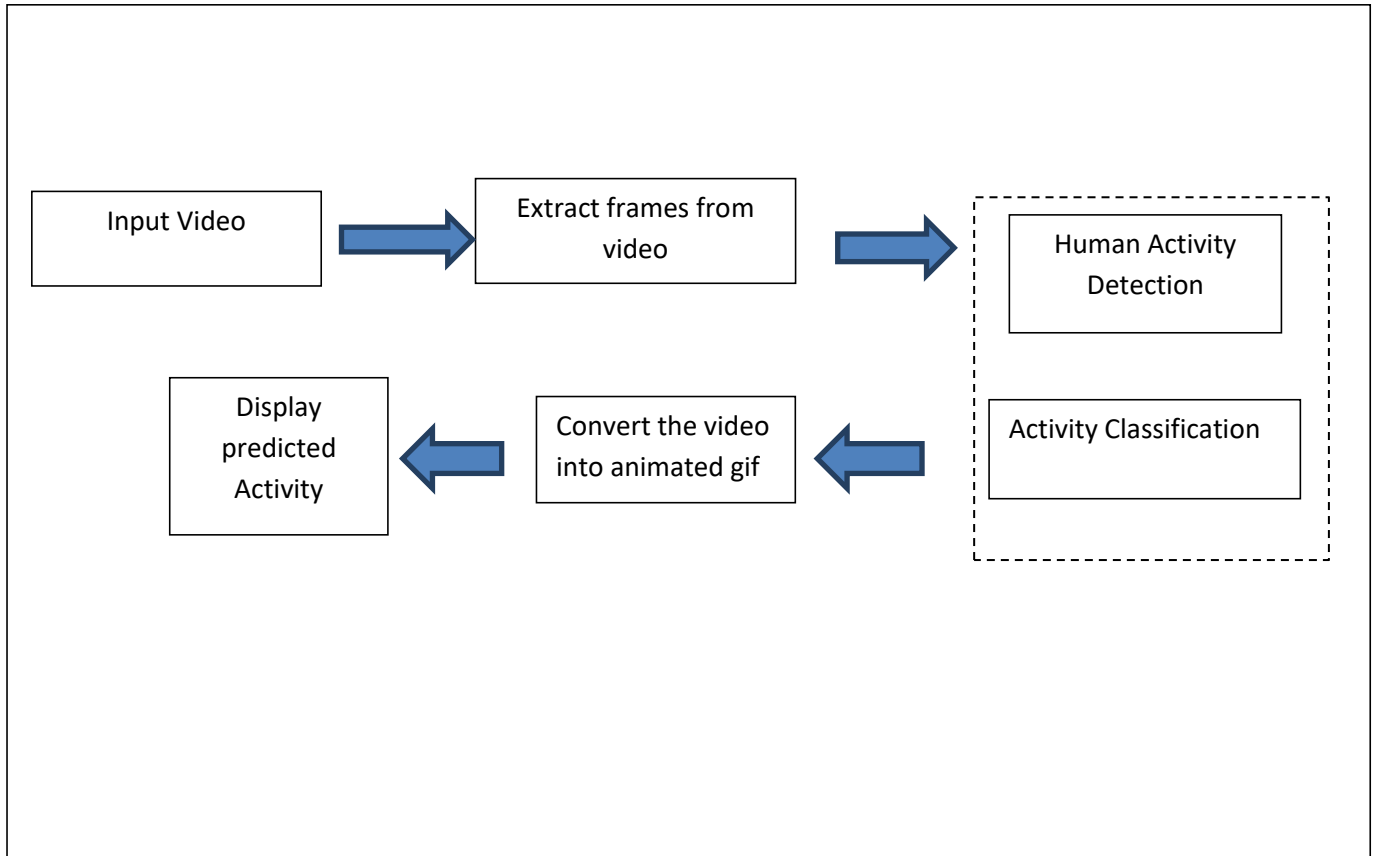 Input Video
Extract frames from
video
Human Activity
Detection
Activity Classification
Convert the video
into animated gif
Display
predicted
Activity